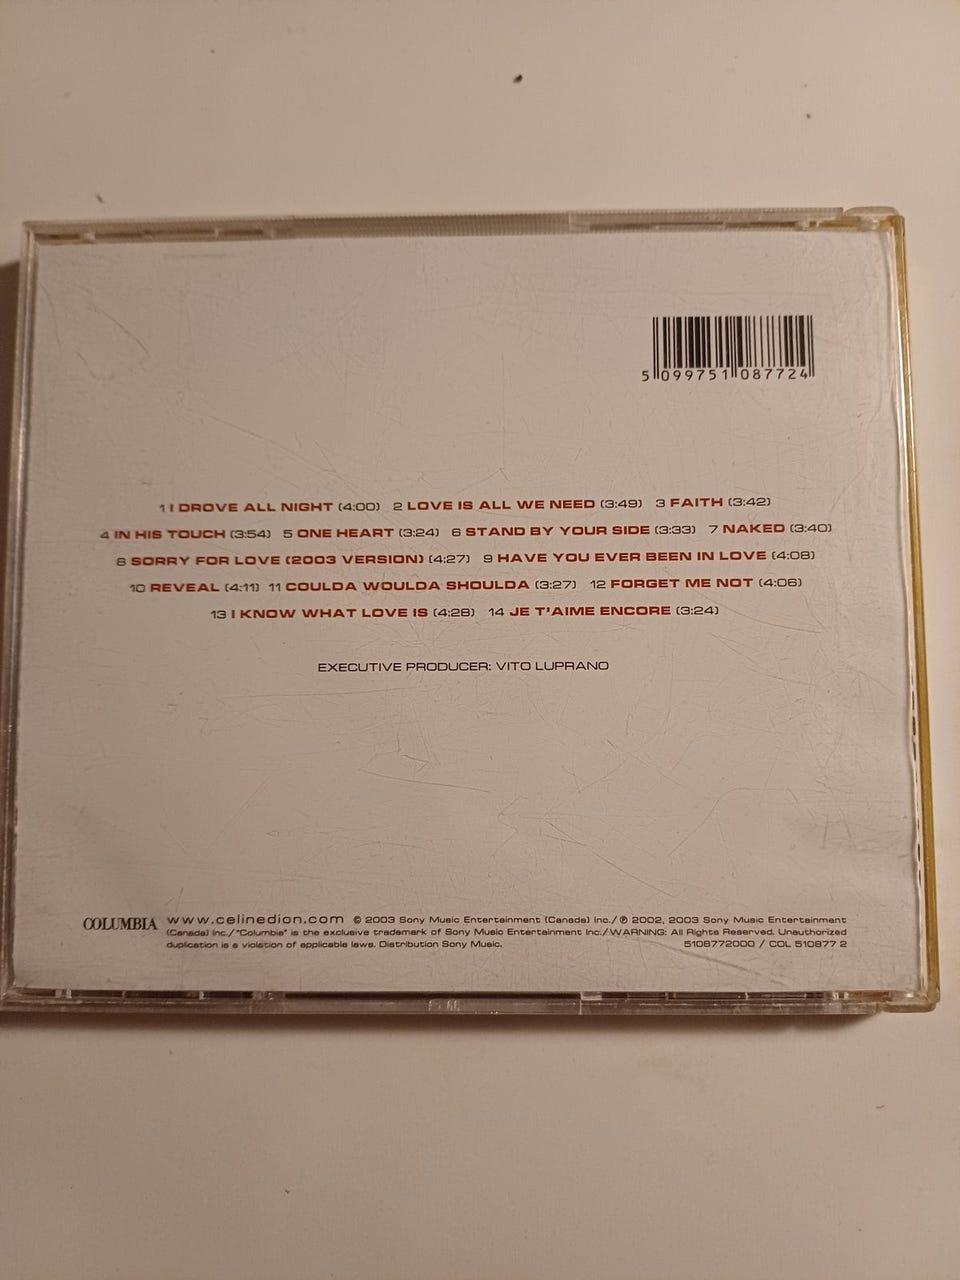 5 099751 087724
1 I DROVE ALL NIGHT (4:00) 2 LOVE IS ALL WE NEED (3:49) 3 FAITH (3:42)
4 IN HIS TOUCH (3:54) 5 ONE HEART (3:24) 6 STAND BY YOUR SIDE (3:33) 7 NAKED (3:40)
8 SORRY FOR LOVE (2003 VERSION) (4:27) 9 HAVE YOU EVER BEEN IN LOVE (4:08)
10 REVEAL (4:11) 11 COULDA WOULDA SHOULDA (3:27) 12 FORGET ME NOT (4:06)
13 I KNOW WHAT LOVE IS (4:28) 14 JE T'AIME ENCORE (3:24)
EXECUTIVE PRODUCER: VITO LUPRANO
COLUMBIA www.celinedion.com © 2003 Sony Music Entertainment (Canada) Inc./ ℗ 2002, 2003 Sony Music Entertainment
(Canada) Inc./"Columbia" is the exclusive trademark of Sony Music Entertainment Inc./WARNING: All Rights Reserved. Unauthorized
duplication is a violation of applicable laws. Distribution Sony Music. 5108772000 / COL 510877 2